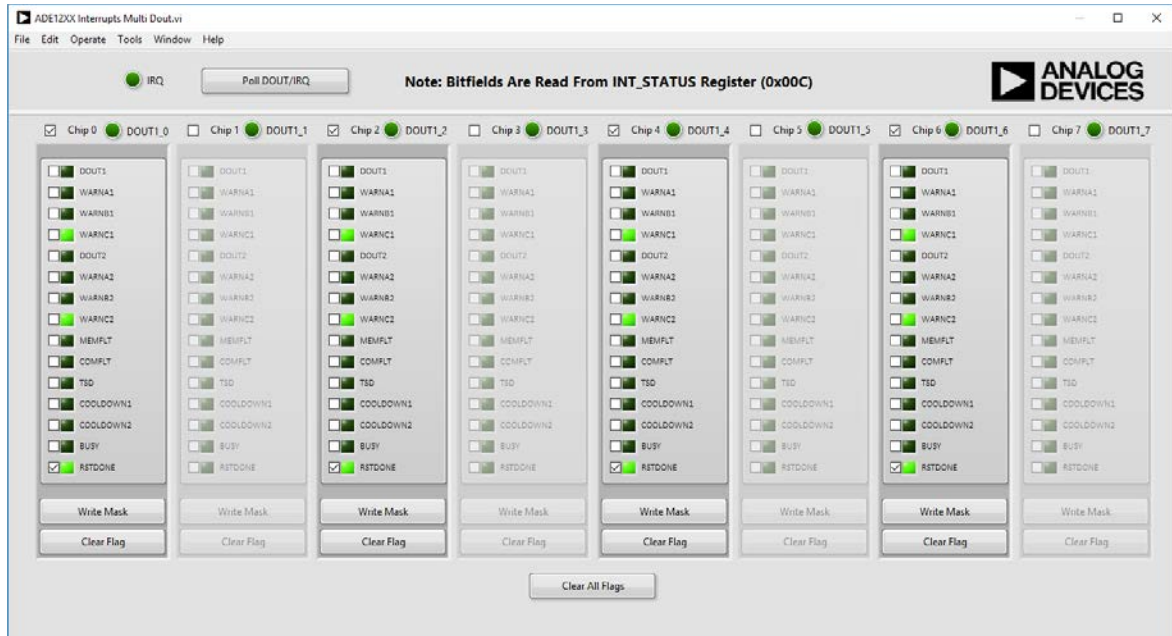 ADE12XX Interrupts Multi Dout.vi
File Edit Operate Tools Window Help
IRQ Poll DOUT/IRQ Note: Bitfields Are Read From INT_STATUS Register (0x00C) ANALOG DEVICES
Chip 0 DOUT1_0 Chip 1 DOUT1_1 Chip 2 DOUT1_2 Chip 3 DOUT1_3 Chip 4 DOUT1_4 Chip 5 DOUT1_5 Chip 6 DOUT1_6 Chip 7 DOUT1_7
DOUT1 DOUT1 DOUT1 DOUT1 DOUT1 DOUT1 DOUT1 DOUT1
WARNA1 WARNA1 WARNA1 WARNA1 WARNA1 WARNA1 WARNA1 WARNA1
WARNB1 WARNB1 WARNB1 WARNB1 WARNB1 WARNB1 WARNB1 WARNB1
WARNC1 WARNC1 WARNC1 WARNC1 WARNC1 WARNC1 WARNC1 WARNC1
DOUT2 DOUT2 DOUT2 DOUT2 DOUT2 DOUT2 DOUT2 DOUT2
WARNA2 WARNA2 WARNA2 WARNA2 WARNA2 WARNA2 WARNA2 WARNA2
WARNB2 WARNB2 WARNB2 WARNB2 WARNB2 WARNB2 WARNB2 WARNB2
WARNC2 WARNC2 WARNC2 WARNC2 WARNC2 WARNC2 WARNC2 WARNC2
MEMFLT MEMFLT MEMFLT MEMFLT MEMFLT MEMFLT MEMFLT MEMFLT
COMFLT COMFLT COMFLT COMFLT COMFLT COMFLT COMFLT COMFLT
TSD TSD TSD TSD TSD TSD TSD TSD
COOLDOWN1 COOLDOWN1 COOLDOWN1 COOLDOWN1 COOLDOWN1 COOLDOWN1 COOLDOWN1 COOLDOWN1
COOLDOWN2 COOLDOWN2 COOLDOWN2 COOLDOWN2 COOLDOWN2 COOLDOWN2 COOLDOWN2 COOLDOWN2
BUSY BUSY BUSY BUSY BUSY BUSY BUSY BUSY
RSTDONE RSTDONE RSTDONE RSTDONE RSTDONE RSTDONE RSTDONE RSTDONE
Write Mask Write Mask Write Mask Write Mask Write Mask Write Mask Write Mask Write Mask
Clear Flag Clear Flag Clear Flag Clear Flag Clear Flag Clear Flag Clear Flag Clear Flag
Clear All Flags